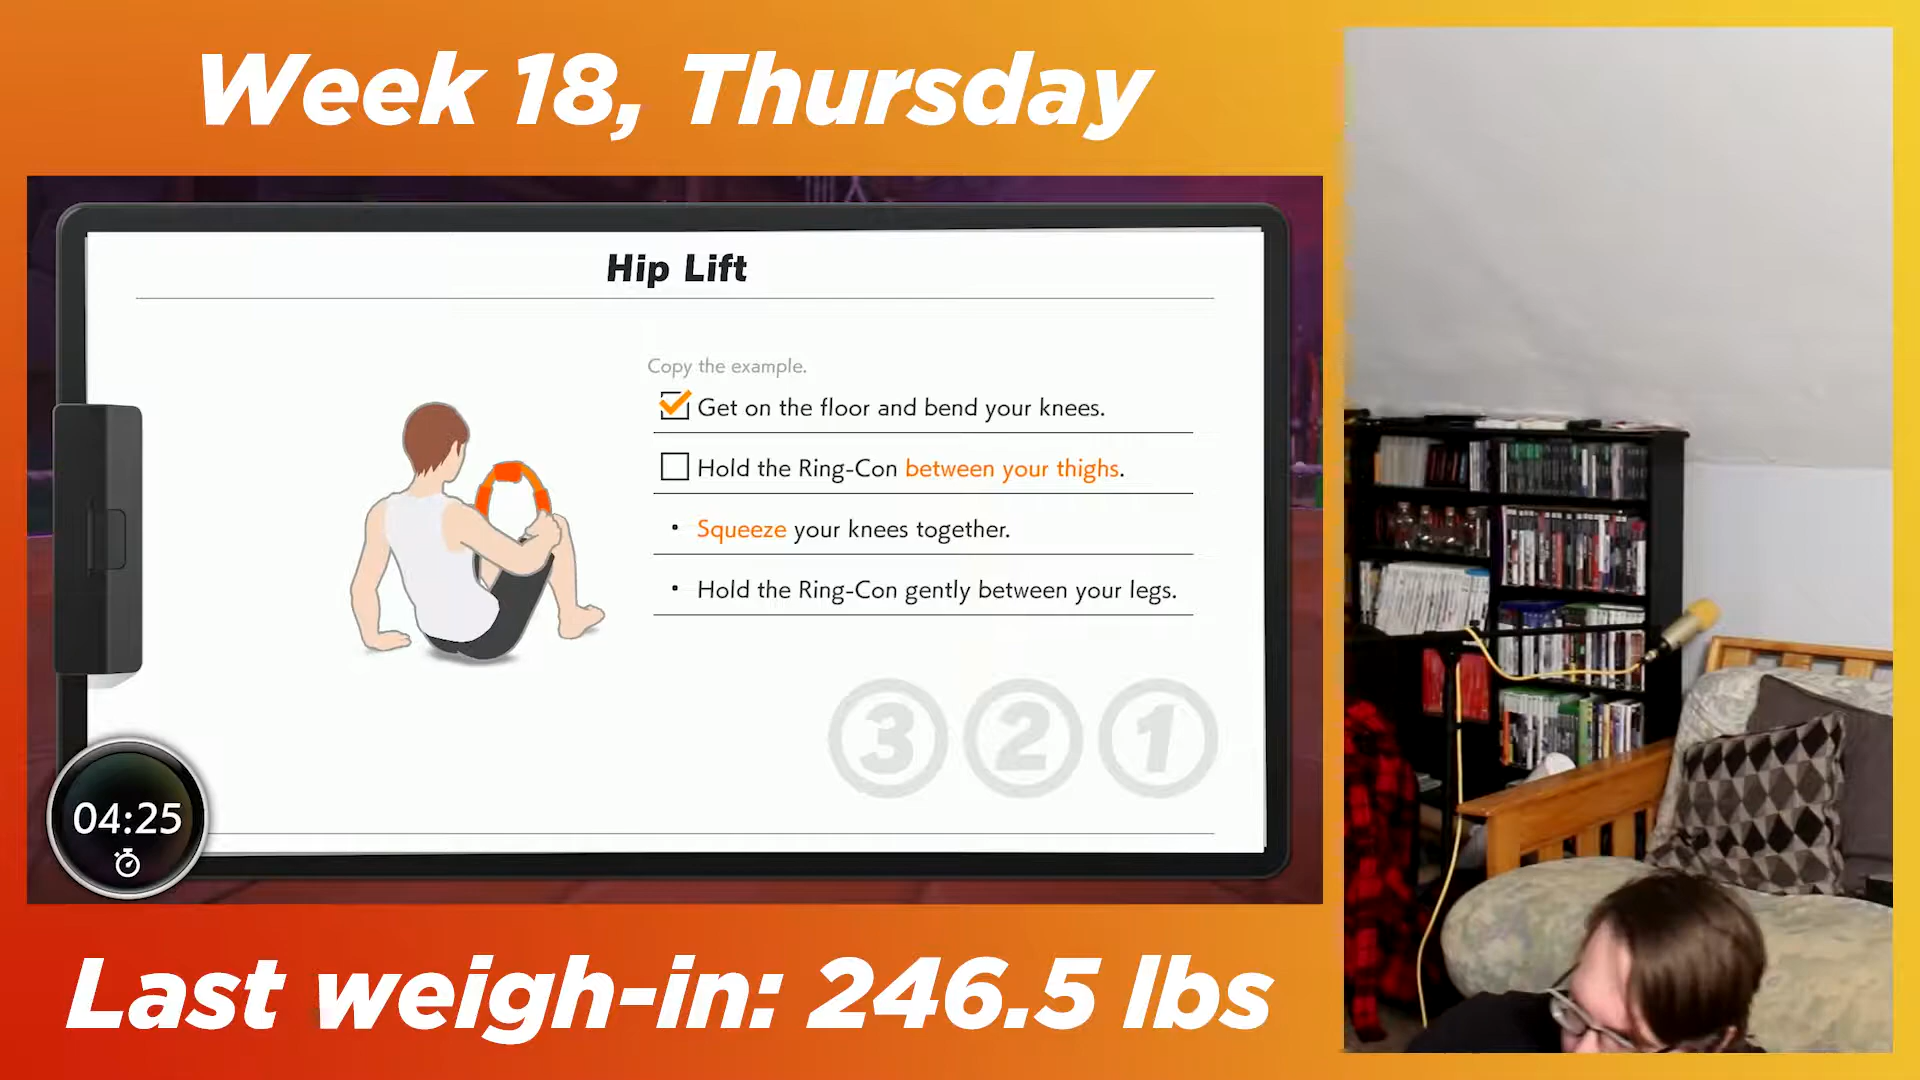 Week 18, Thursday
Hip Lift
Copy the example.
Get on the floor and bend your knees.
Hold the Ring-Con between your thighs.
• Squeeze your knees together.
• Hold the Ring-Con gently between your legs.
3 2 1
04:25
Last weigh-in: 246.5 lbs